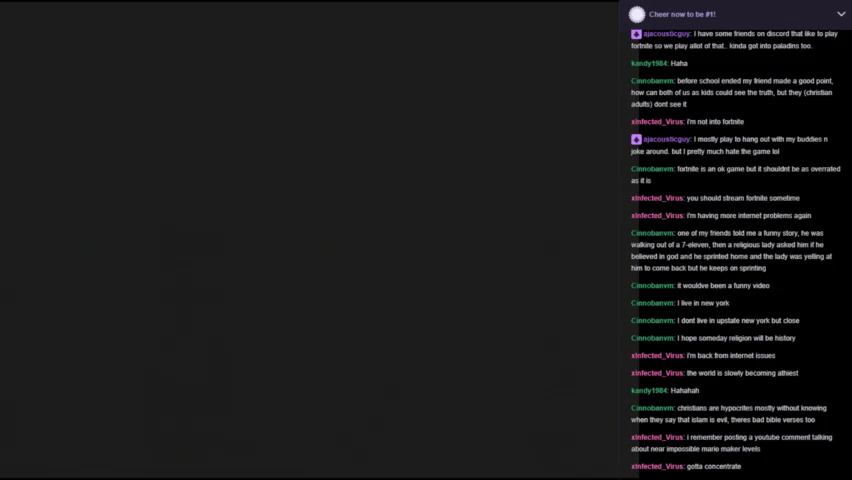 Cheer now to be #1!
ajacousticguy: I have some friends on discord that like to play
fortnite so we play allot of that.. kinda got into paladins too.
kandy1984: Haha
Cinnobanvm: before school ended my friend made a good point,
how can both of us as kids could see the truth, but they (christian
adults) dont see it
xInfected_Virus: i'm not into fortnite
ajacousticguy: I mostly play to hang out with my buddies n
joke around. but I pretty much hate the game lol
Cinnobanvm: fortnite is an ok game but it shouldnt be as overrated
as it is
xInfected_Virus: you should stream fortnite sometime
xInfected_Virus: i'm having more internet problems again
Cinnobanvm: one of my friends told me a funny story, he was
walking out of a 7-eleven, then a religious lady asked him if he
believed in god and he sprinted home and the lady was yelling at
him to come back but he keeps on sprinting
Cinnobanvm: it wouldve been a funny video
Cinnobanvm: I live in new york
Cinnobanvm: I dont live in upstate new york but close
Cinnobanvm: I hope someday religion will be history
xInfected_Virus: i'm back from internet issues
xInfected_Virus: the world is slowly becoming athiest
kandy1984: Hahahah
Cinnobanvm: christians are hypocrites mostly without knowing
when they say that islam is evil, theres bad bible verses too
xInfected_Virus: i remember posting a youtube comment talking
about near impossible mario maker levels
xInfected_Virus: gotta concentrate